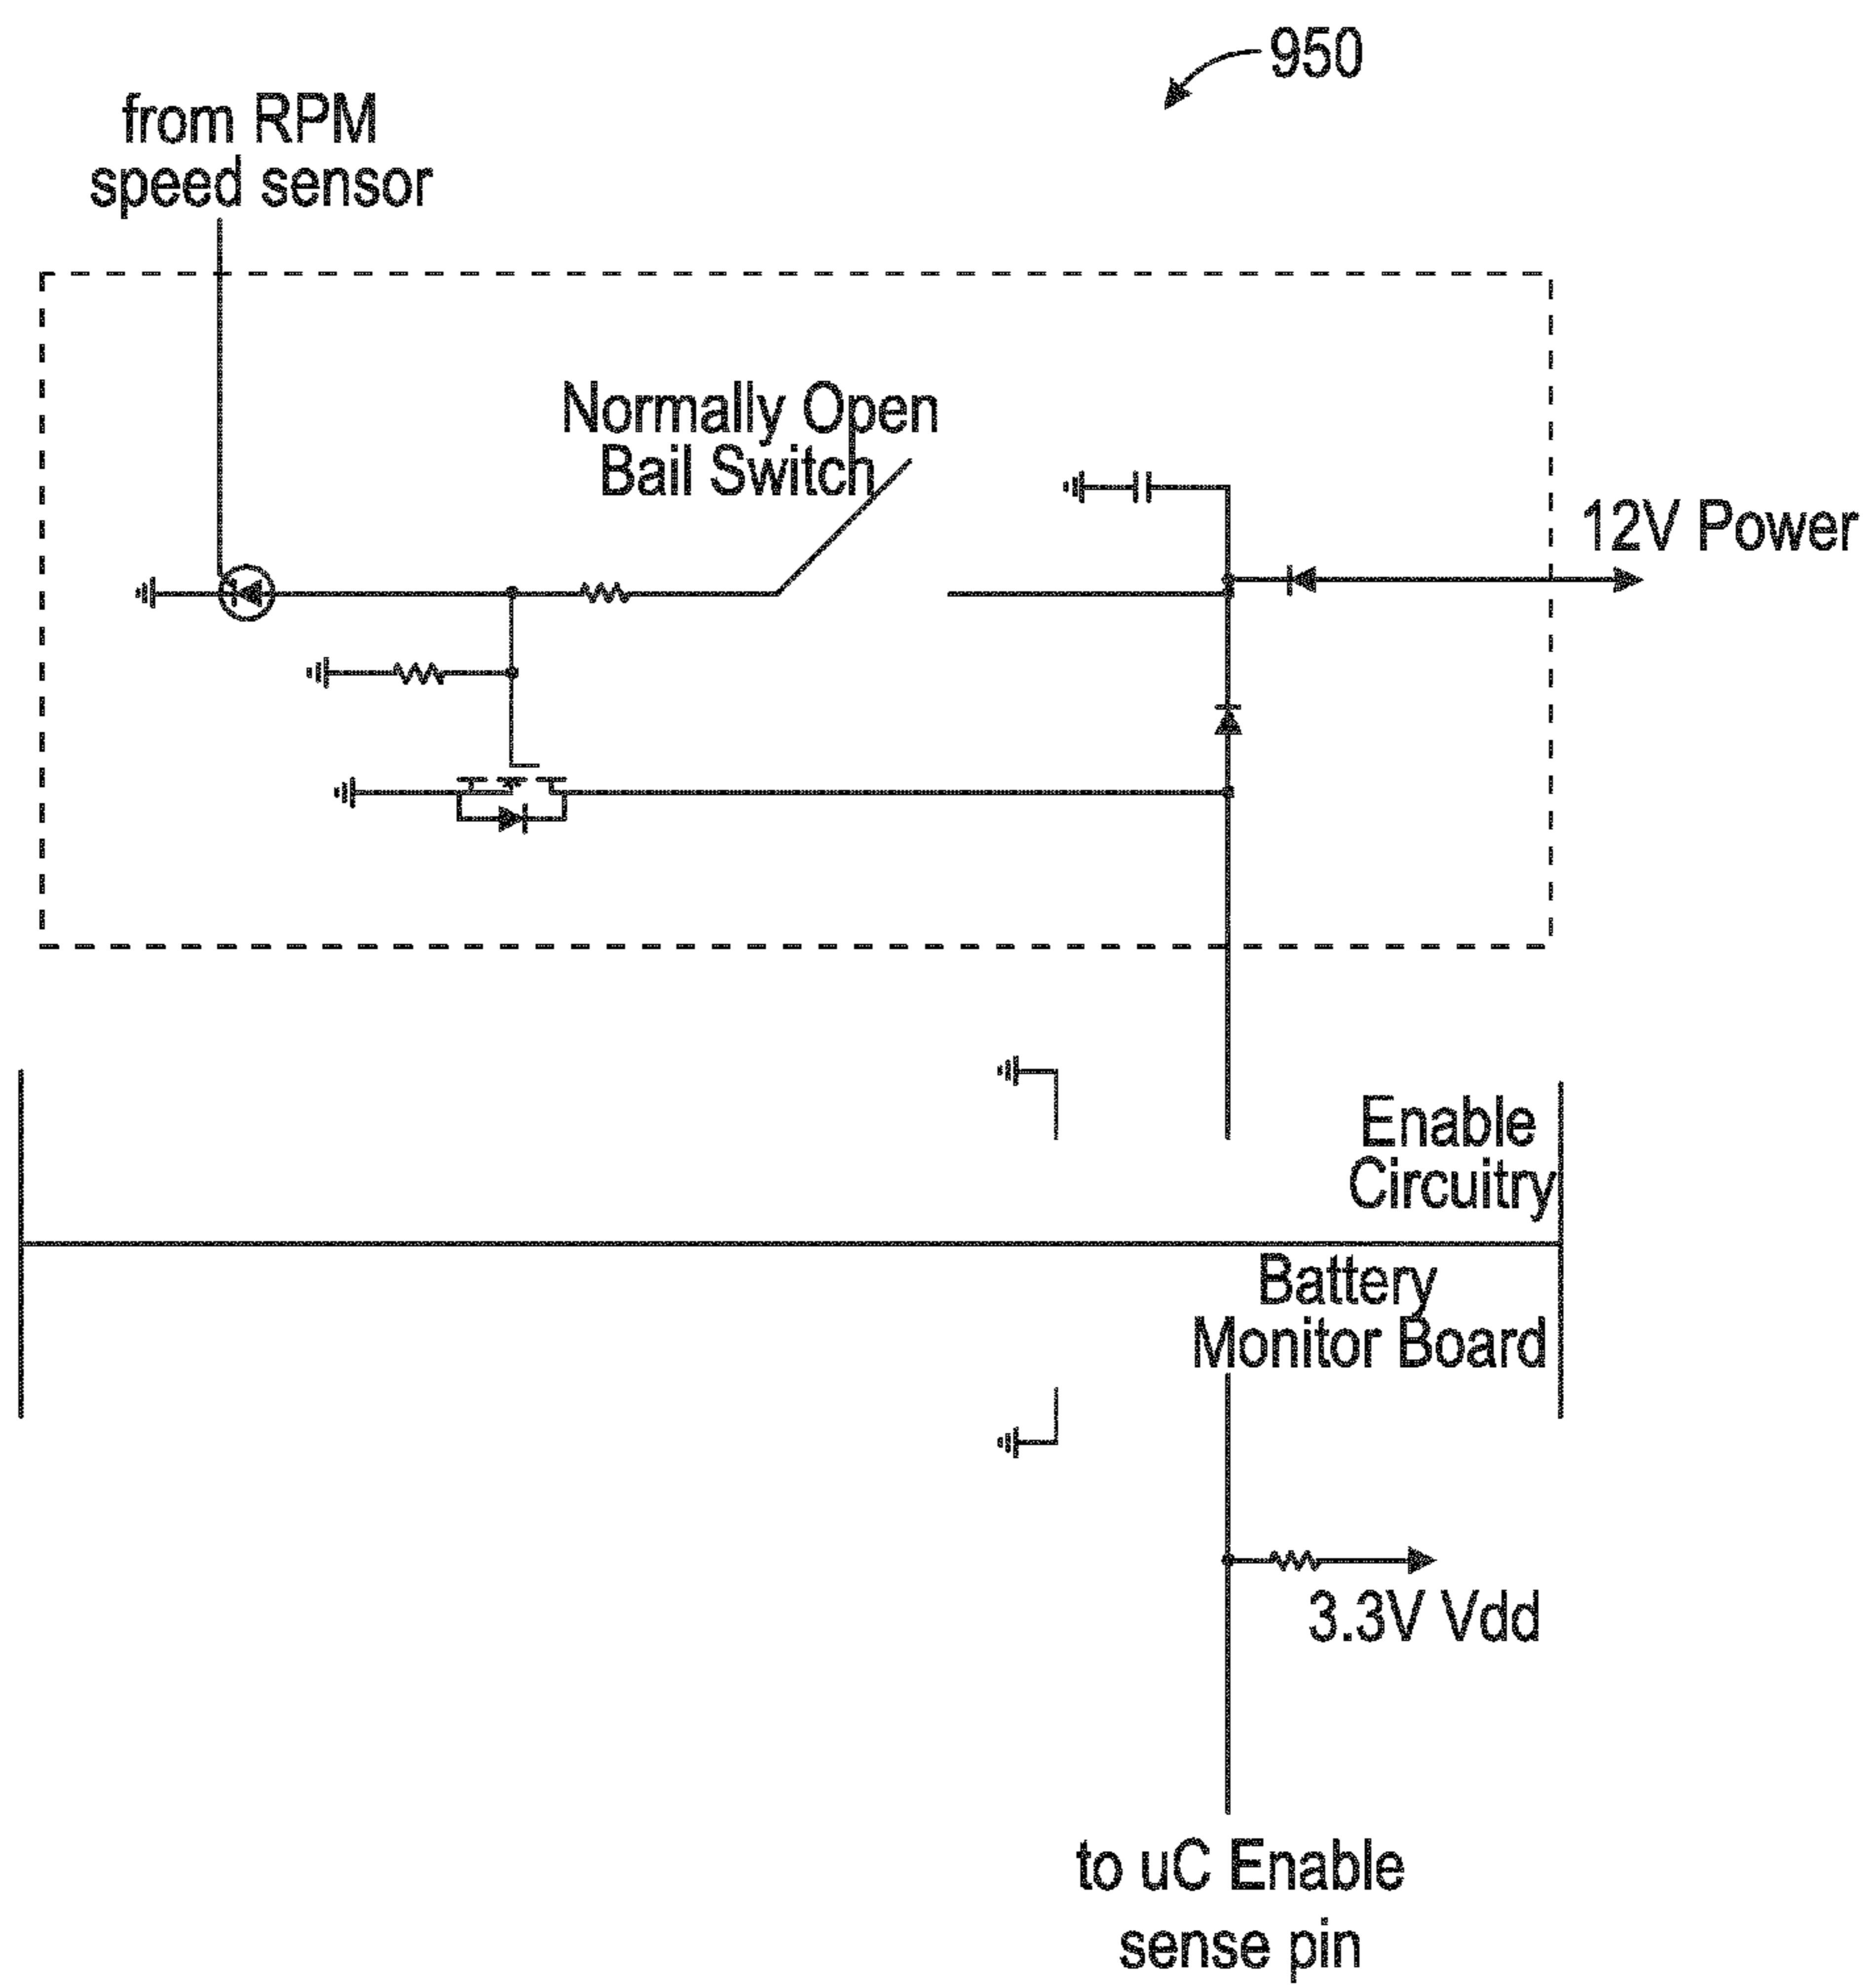 950
from RPM
speed sensor
Normally Open
Bail Switch
12V Power
Enable
Circuitry
Battery
Monitor Board
3.3V Vdd
to uC Enable
sense pin